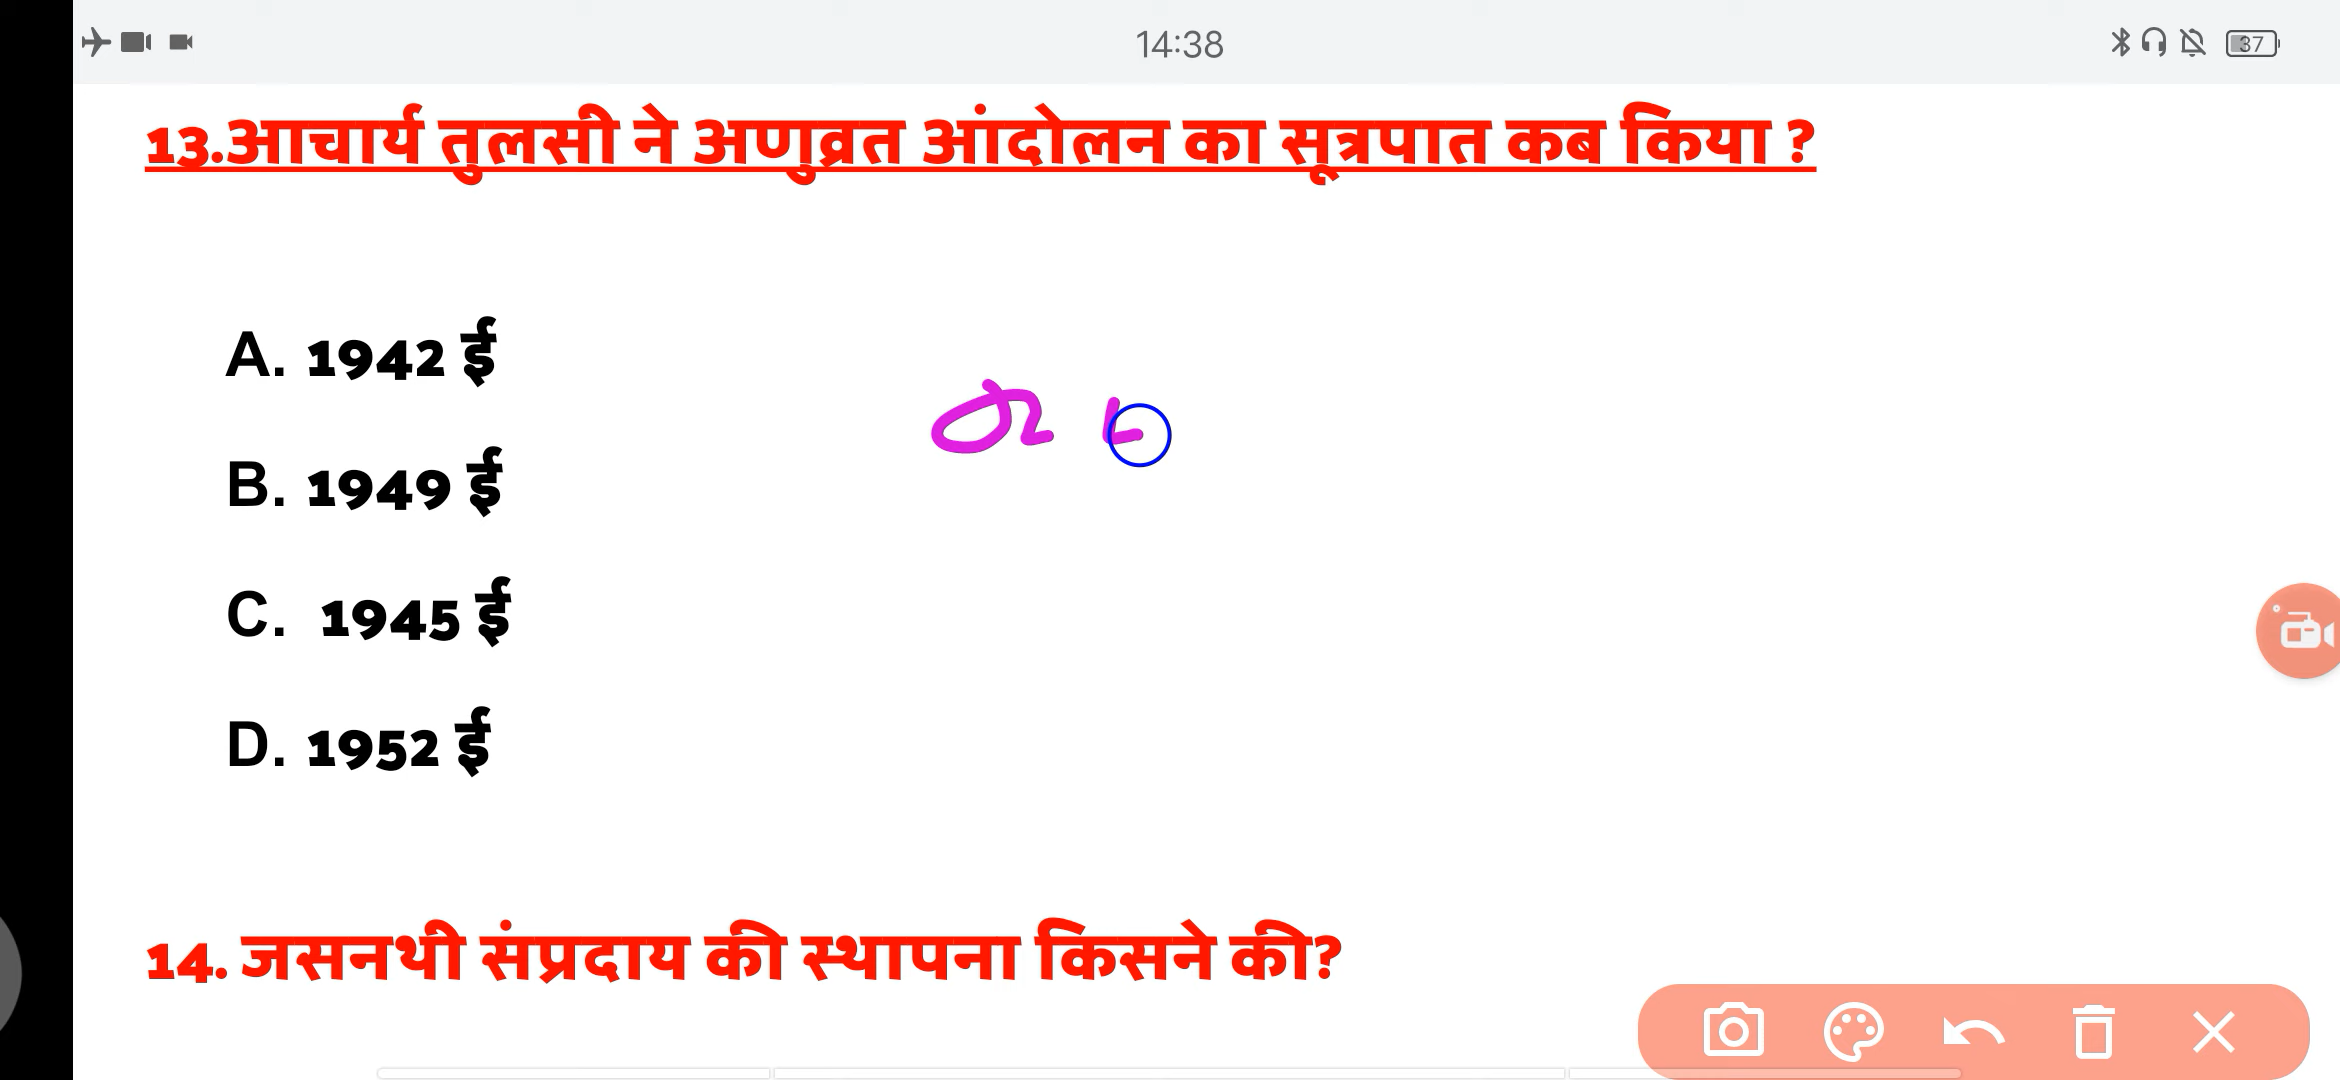 14:38
37
13.आचार्य तुलसी ने अणुव्रत आंदोलन का सूत्रपात कब किया ?
A. 1942 ई
B. 1949 ई
C. 1945 ई
D. 1952 ई
14. जसनथी संप्रदाय की स्थापना किसने की?